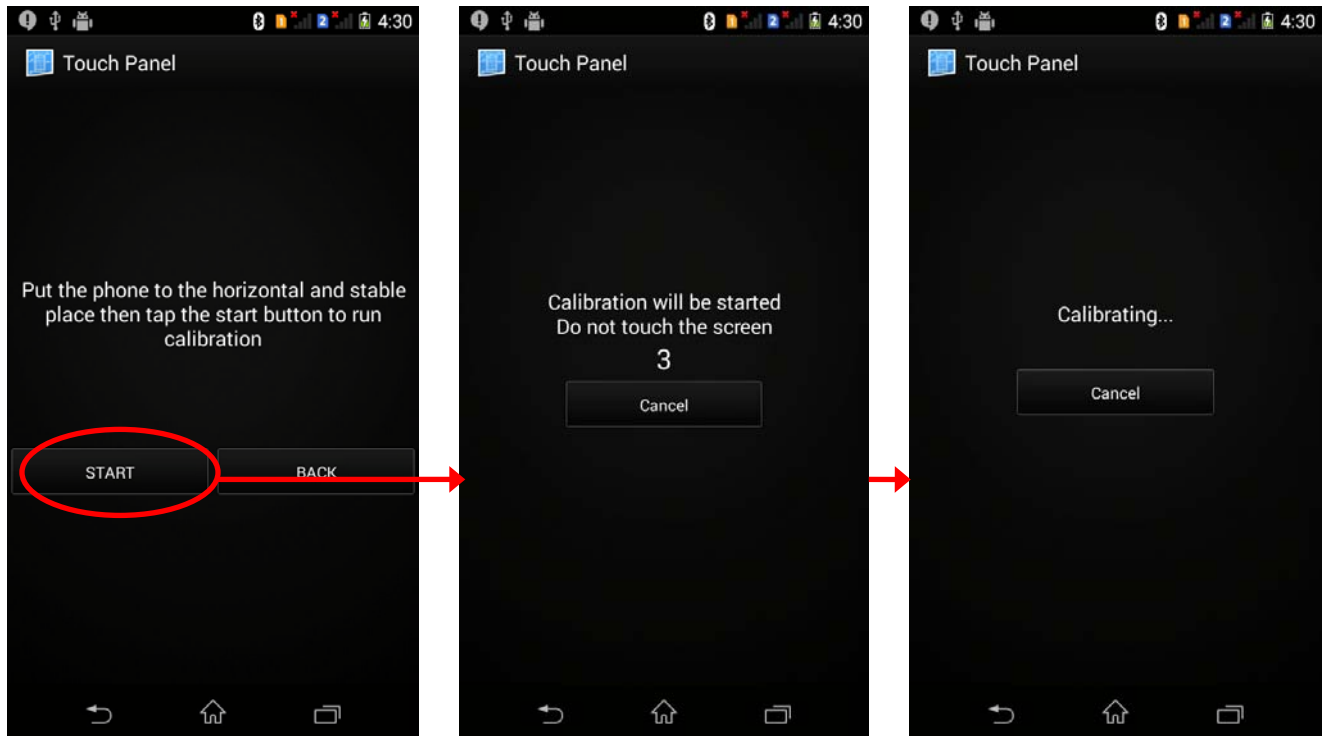 4:30
Touch Panel
Put the phone to the horizontal and stable
place then tap the start button to run
calibration
START
BACK
4:30
Touch Panel
Calibration will be started
Do not touch the screen
3
Cancel
4:30
Touch Panel
Calibrating...
Cancel